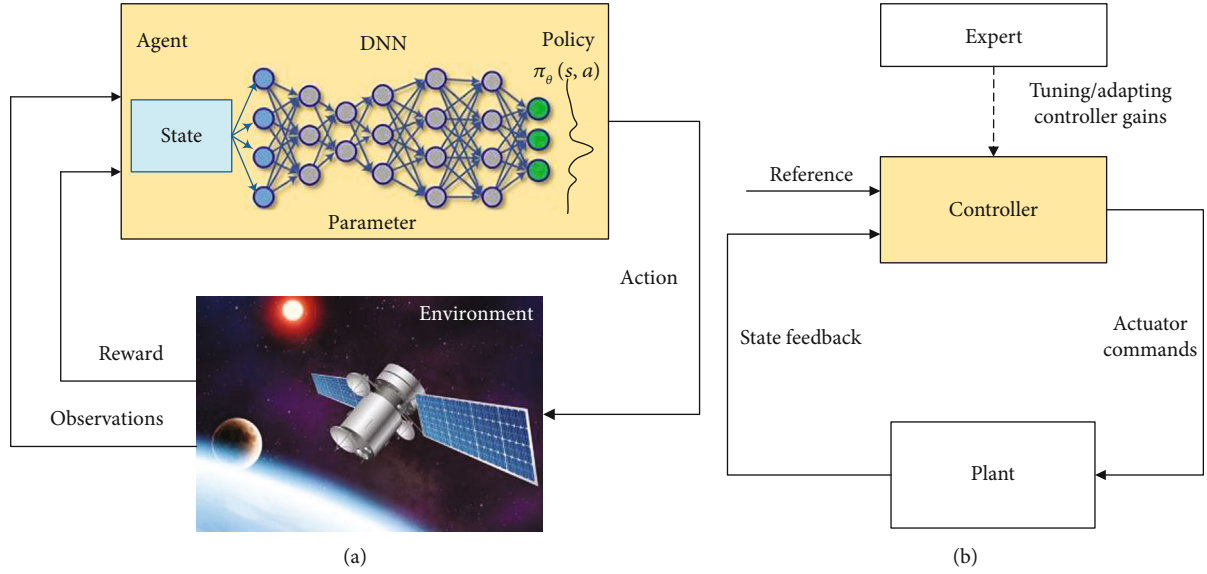 Agent
DNN
Policy
π_θ (s, a)
State
Parameter
Action
Environment
Reward
Observations
(a)
Expert
Tuning/adapting
controller gains
Reference
Controller
State feedback
Actuator
commands
Plant
(b)